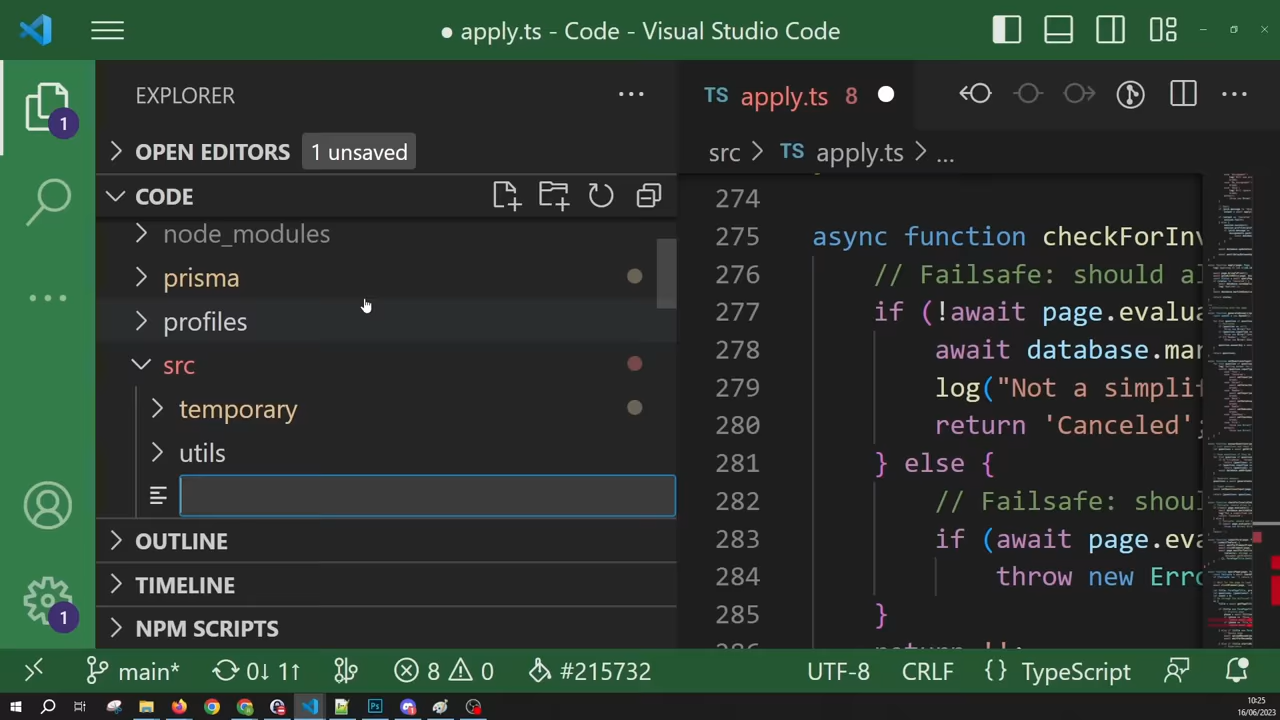 ● apply.ts - Code - Visual Studio Code
EXPLORER
OPEN EDITORS 1 unsaved
CODE
node_modules
prisma
profiles
src
temporary
utils
OUTLINE
TIMELINE
NPM SCRIPTS
1
1
TS apply.ts 8
src > TS apply.ts > ...
274
275 async function checkForInv
276 // Failsafe: should al
277 if (!await page.evalua
278 await database.mar
279 log("Not a simplif
280 return 'Canceled';
281 } else {
282 // Failsafe: shou
283 if (await page.eva
284 throw new Erro
285 }
main* 0↓ 1↑ 8 0 #215732 UTF-8 CRLF {} TypeScript
10:25
16/06/2023